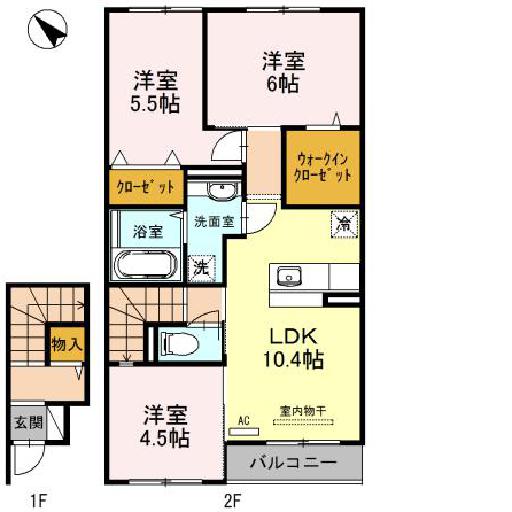 洋室
5.5帖
洋室
6帖
ウォークイン
クローゼット
クローゼット
洗面室
浴室
洗
冷
LDK
10.4帖
物入
玄関
洋室
4.5帖
AC
室内物干
バルコニー
1F
2F